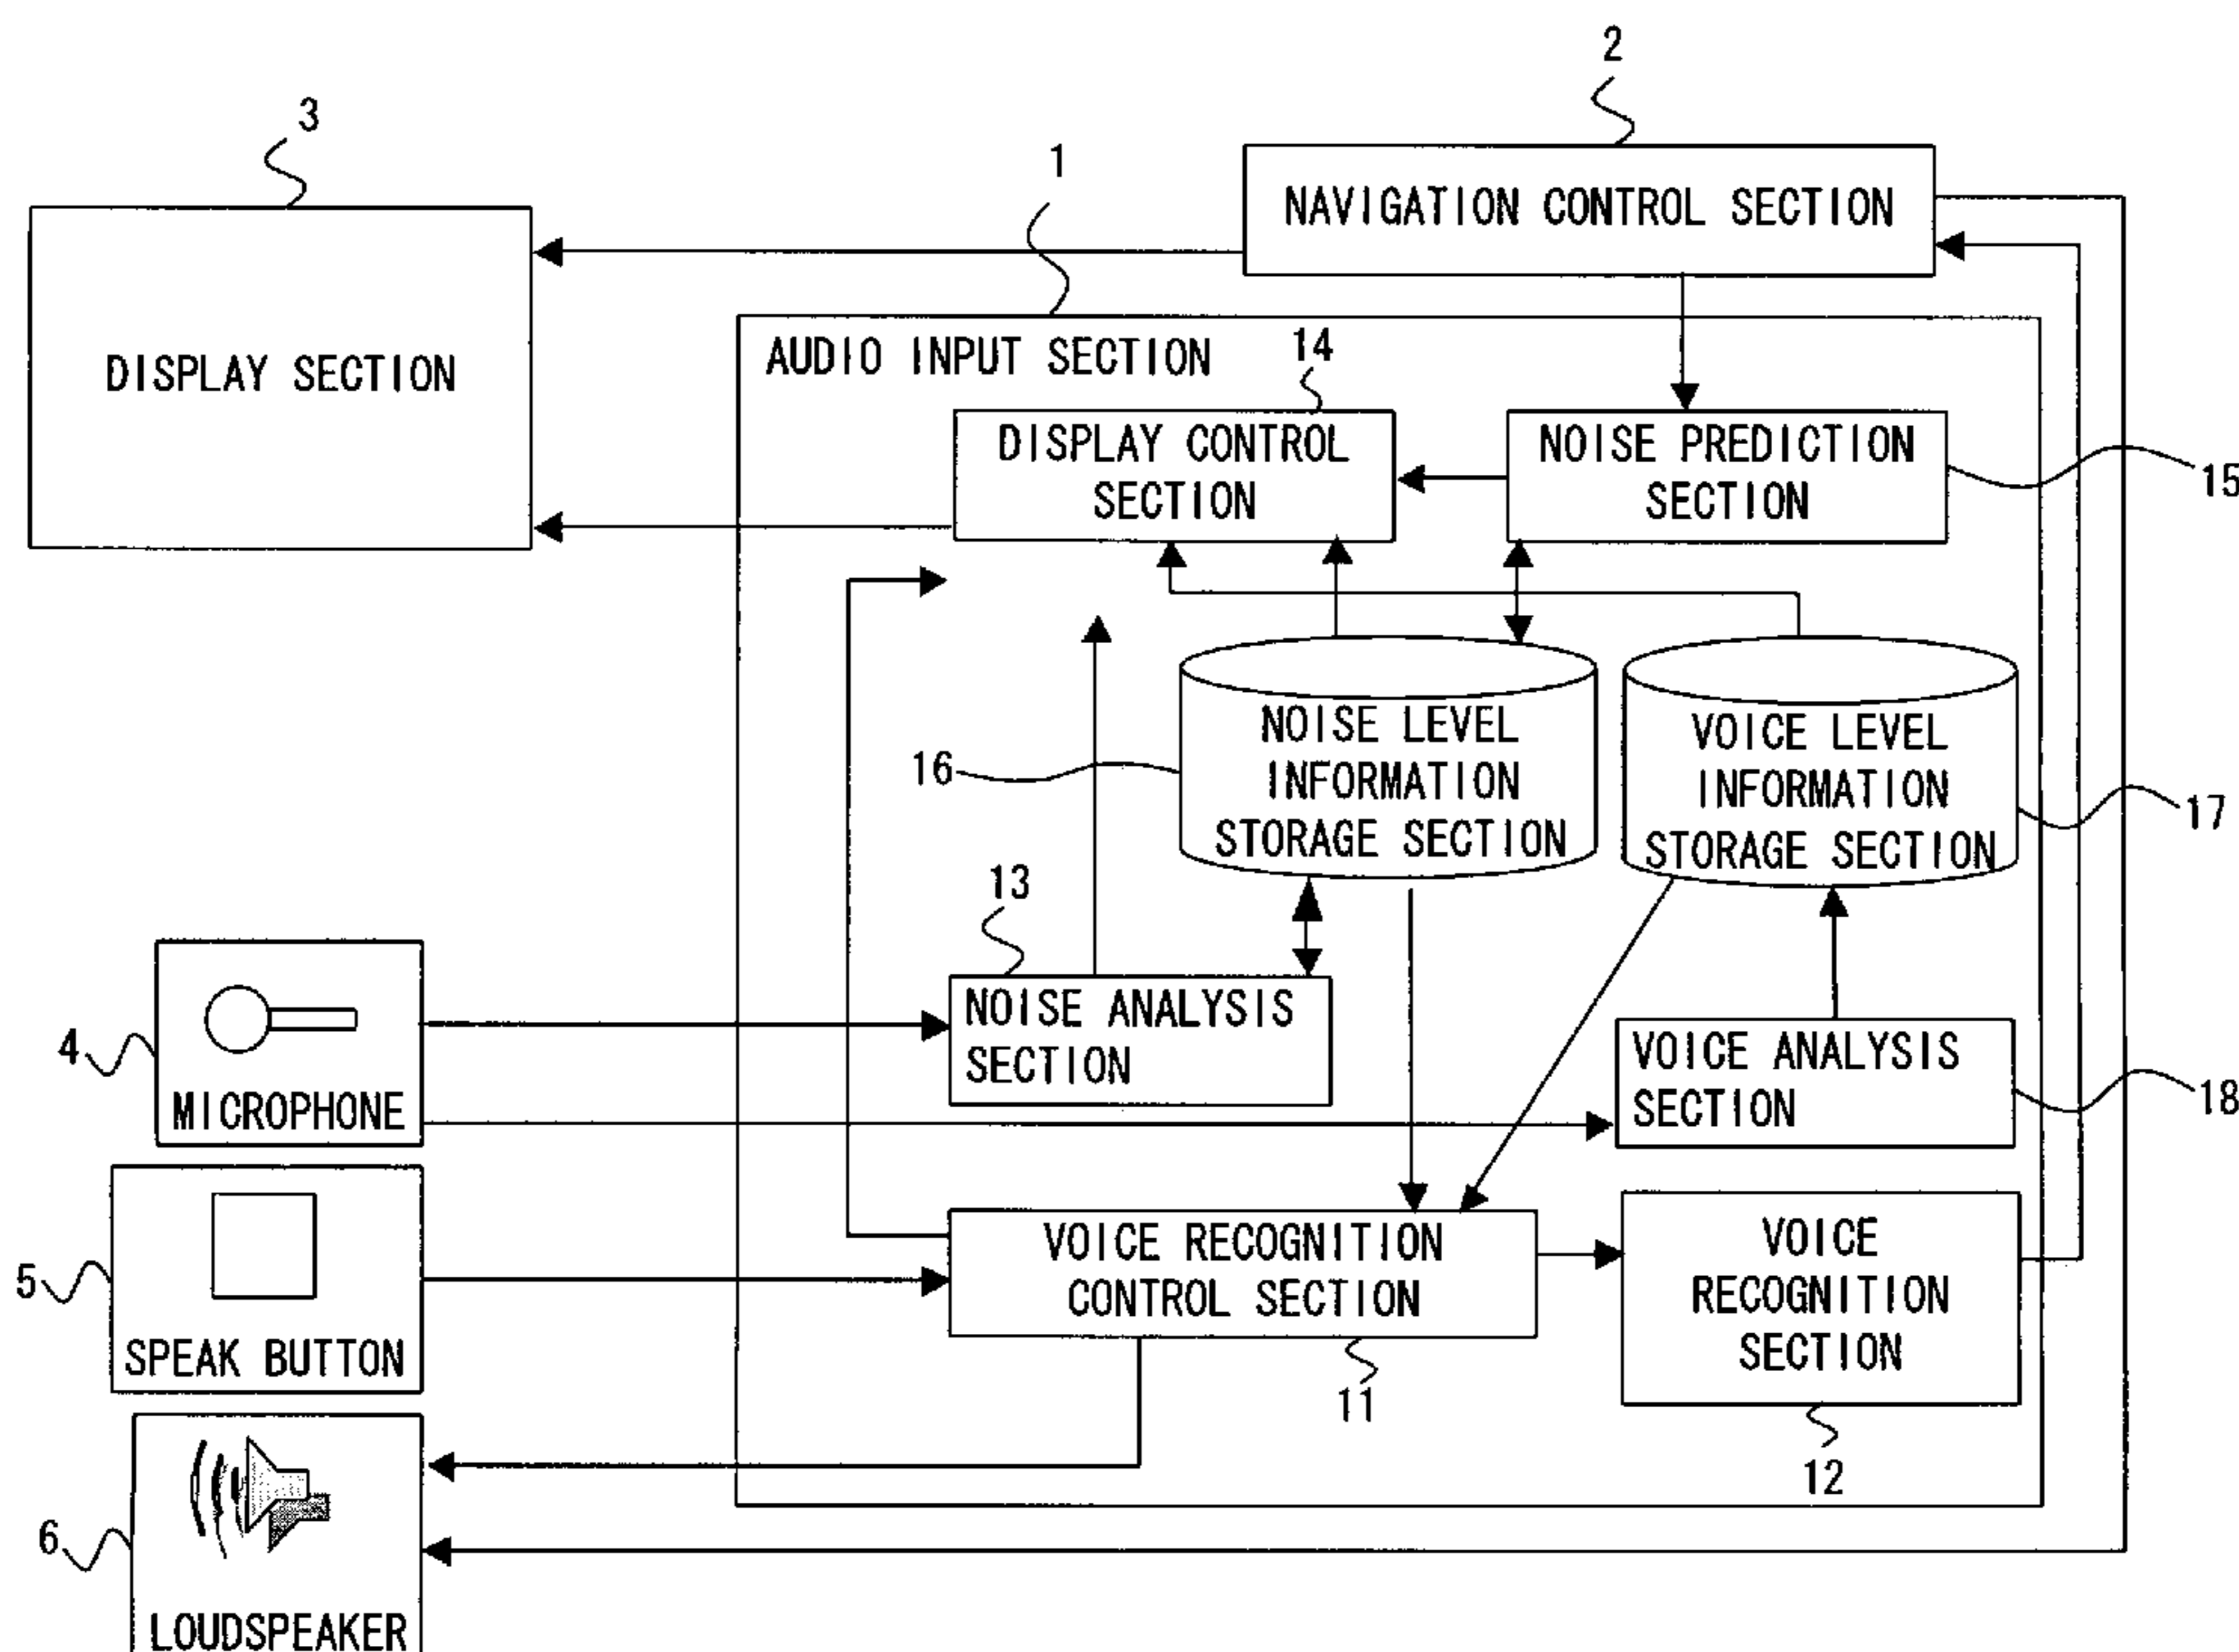 2
3
1
NAVIGATION CONTROL SECTION
DISPLAY SECTION
AUDIO INPUT SECTION
14
DISPLAY CONTROL
SECTION
NOISE PREDICTION
SECTION
15
16
NOISE LEVEL
INFORMATION
STORAGE SECTION
VOICE LEVEL
INFORMATION
STORAGE SECTION
17
13
4
MICROPHONE
NOISE ANALYSIS
SECTION
VOICE ANALYSIS
SECTION
18
5
SPEAK BUTTON
VOICE RECOGNITION
CONTROL SECTION
11
VOICE
RECOGNITION
SECTION
12
6
LOUDSPEAKER